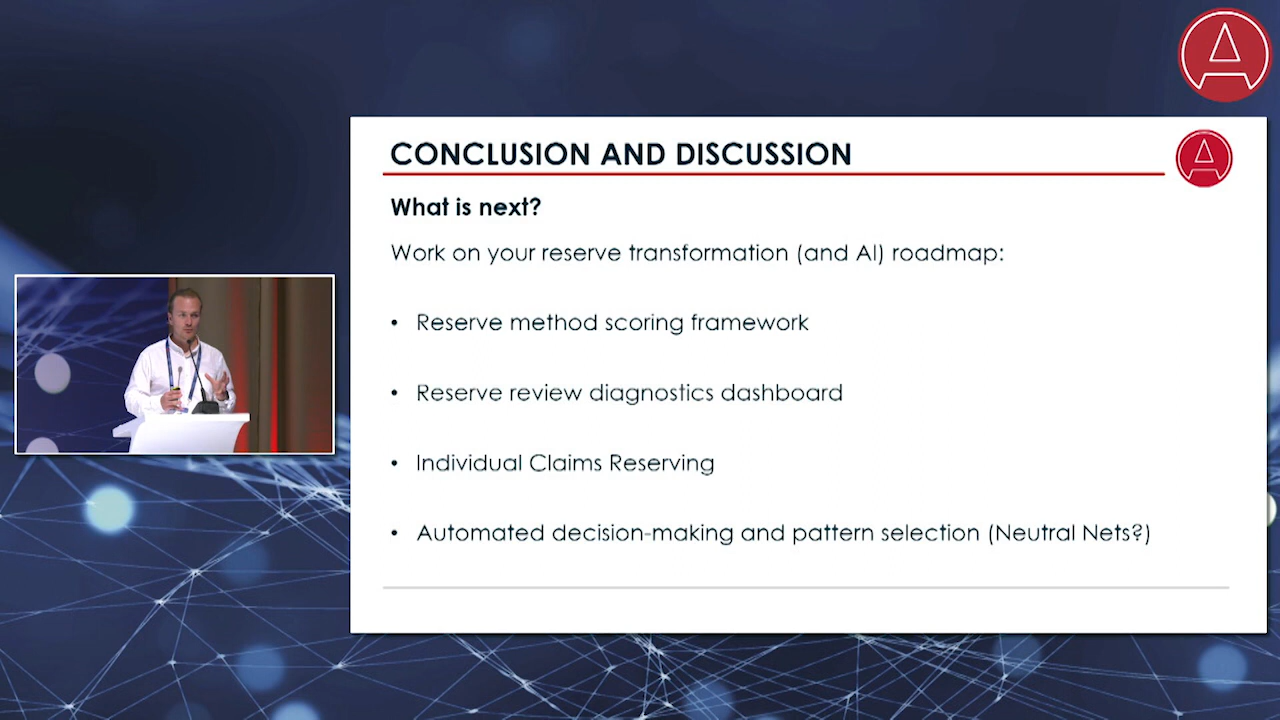 CONCLUSION AND DISCUSSION
What is next?
Work on your reserve transformation (and AI) roadmap:
• Reserve method scoring framework
• Reserve review diagnostics dashboard
• Individual Claims Reserving
• Automated decision-making and pattern selection (Neutral Nets?)